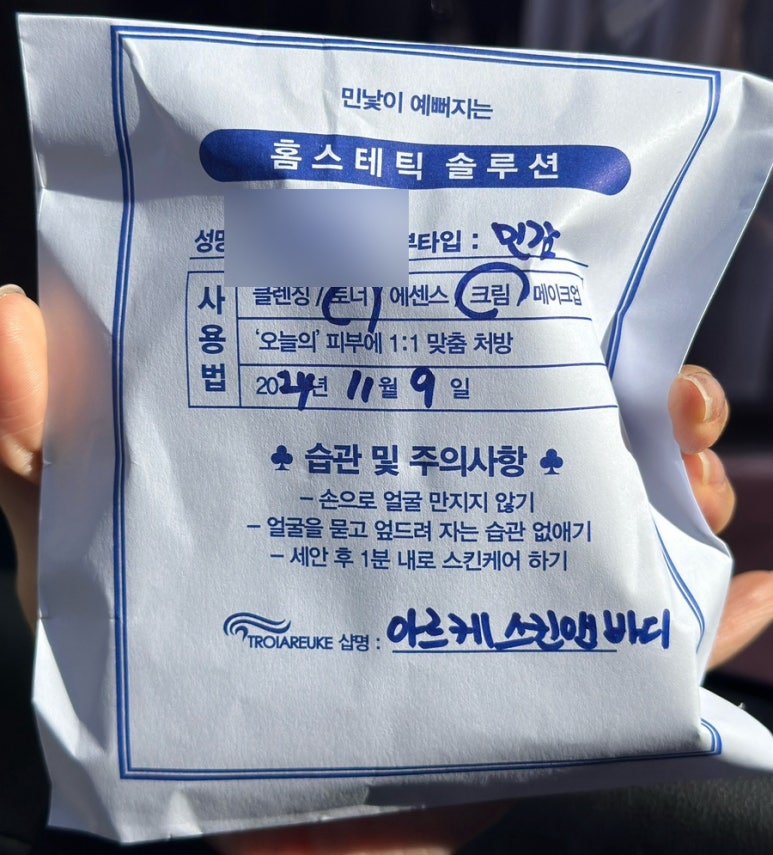 민낯이 예뻐지는
홈스테틱 솔루션
성명 부타입 : 민감
사용법
클렌징 / 토너 / 에센스 / 크림 / 메이크업
‘오늘의’ 피부에 1:1 맞춤 처방
2024년 11월 9일
♣ 습관 및 주의사항 ♣
- 손으로 얼굴 만지지 않기
- 얼굴을 묻고 엎드려 자는 습관 없애기
- 세안 후 1분 내로 스킨케어 하기
TROIAREUKE 샵명 : 아르케 스킨앤바디